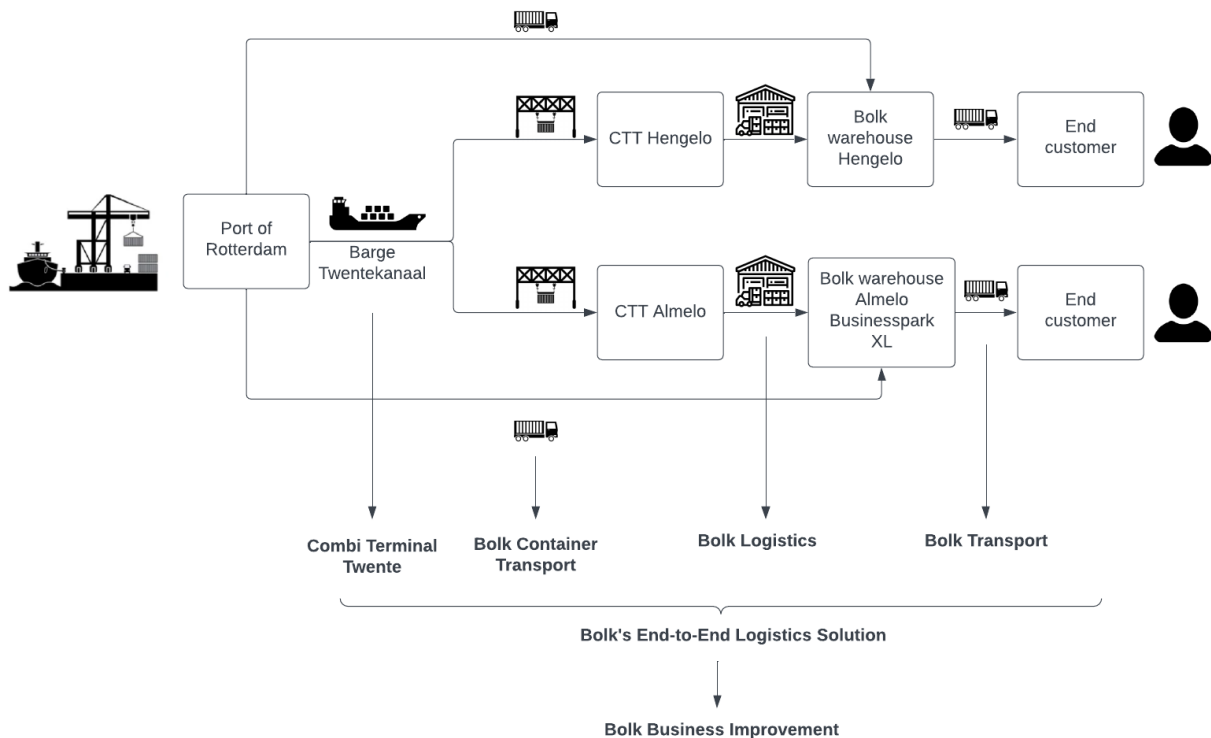 Port of
Rotterdam
Barge
Twentekanaal
CTT Hengelo
Bolk
warehouse
Hengelo
End
customer
CTT Almelo
Bolk warehouse
Almelo
Businesspark
XL
End
customer
Combi Terminal
Twente
Bolk Container
Transport
Bolk Logistics
Bolk Transport
Bolk's End-to-End Logistics Solution
Bolk Business Improvement